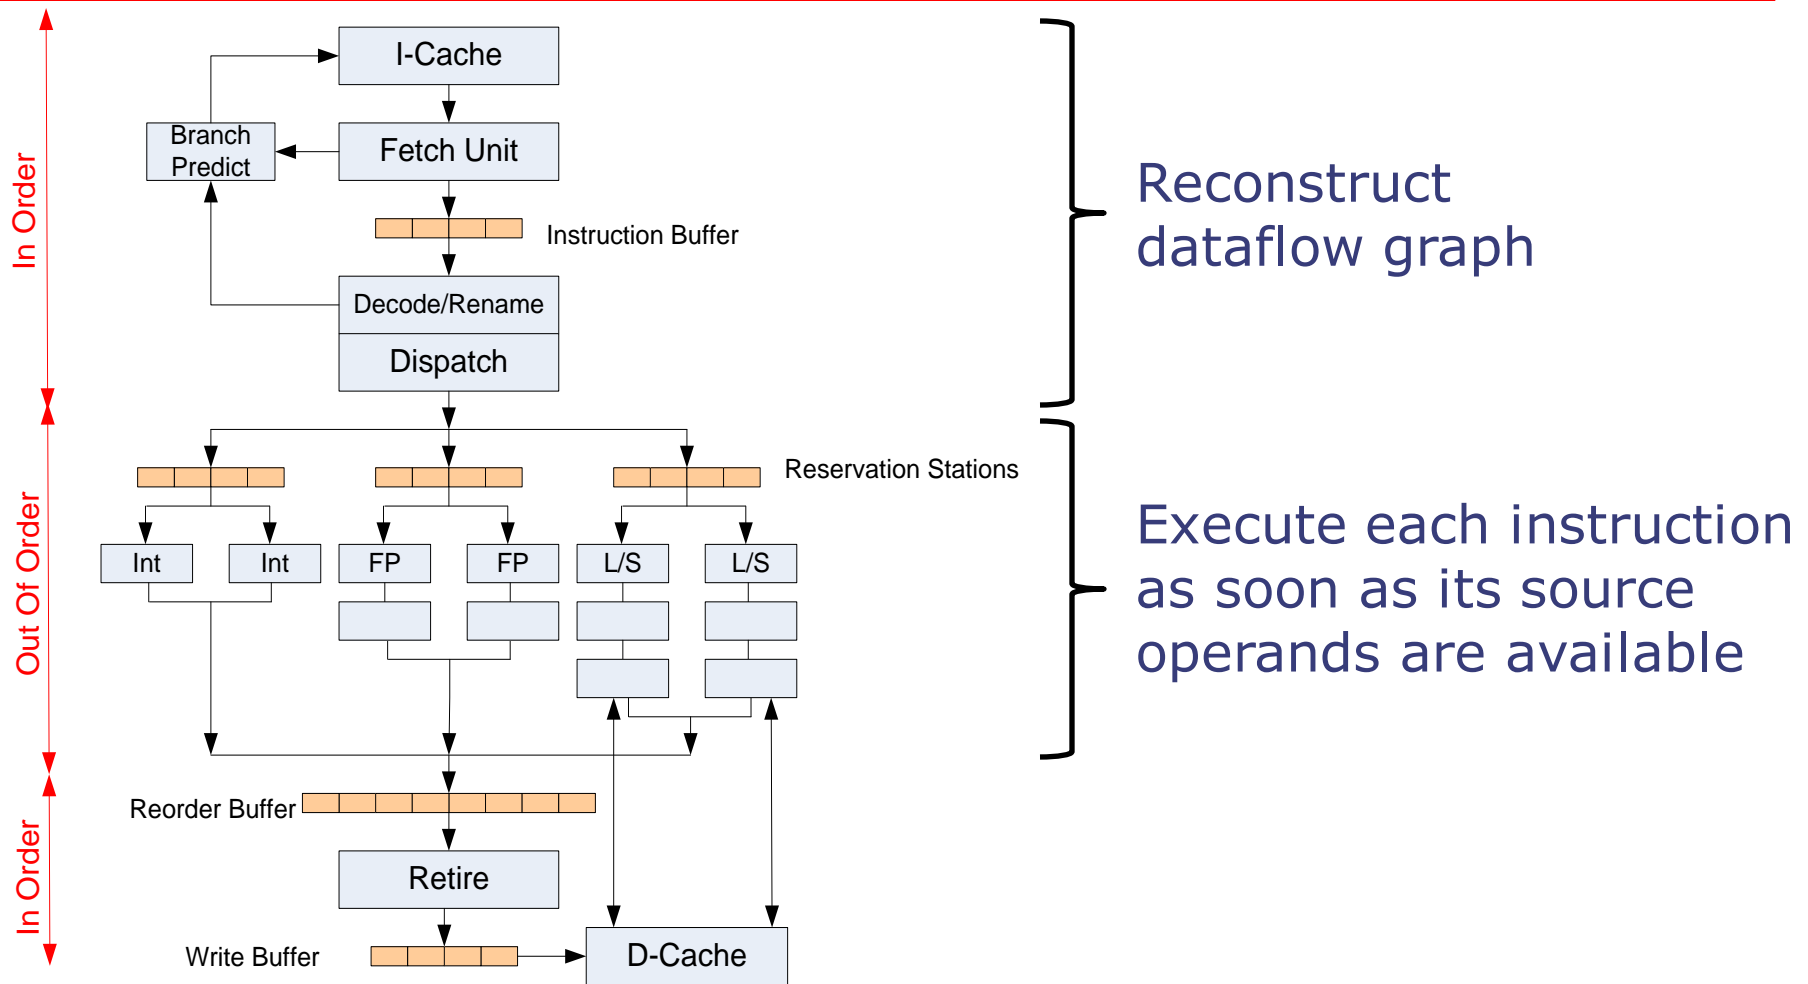 I-Cache
Branch
Predict
Fetch Unit
Instruction Buffer
Decode/Rename
Dispatch
In Order
Reconstruct
dataflow graph
Reservation Stations
Int
Int
FP
FP
L/S
L/S
Out Of Order
Execute each instruction
as soon as its source
operands are available
Reorder Buffer
Retire
In Order
Write Buffer
D-Cache